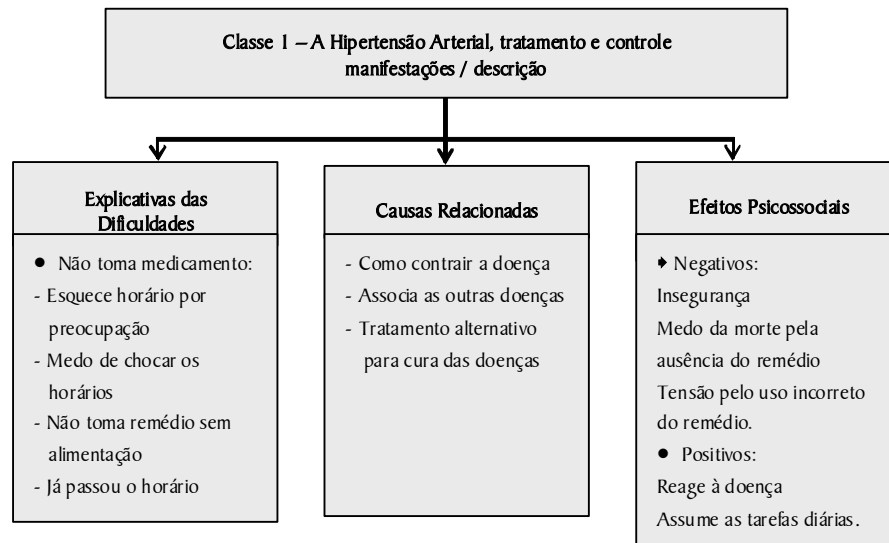 Classe 1 – A Hipertensão Arterial, tratamento e controle
manifestações / descrição
Explicativas das
Dificuldades
● Não toma medicamento:
- Esquece horário por
preocupação
- Medo de chocar os
horários
- Não toma remédio sem
alimentação
- Já passou o horário
Causas Relacionadas
- Como contrair a doença
- Associa as outras doenças
- Tratamento alternativo
para cura das doenças
Efeitos Psicossociais
➧ Negativos:
Insegurança
Medo da morte pela
ausência do remédio
Tensão pelo uso incorreto
do remédio.
● Positivos:
Reage à doença
Assume as tarefas diárias.